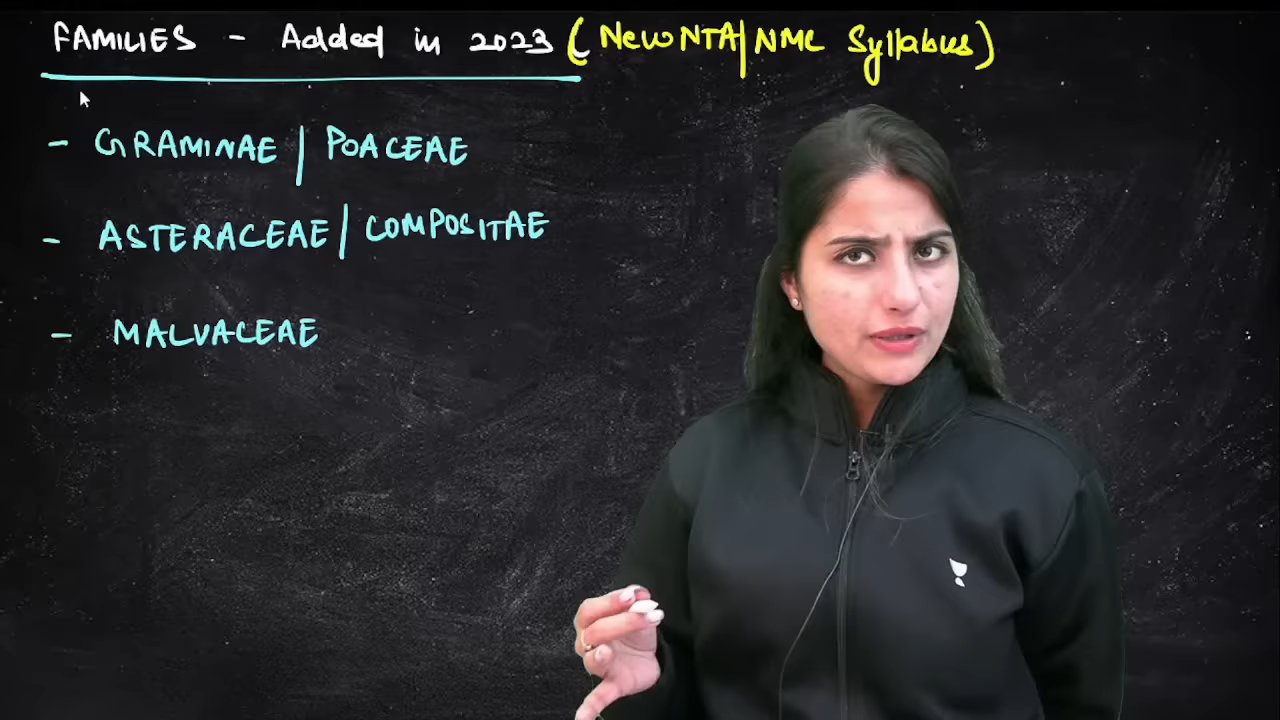 FAMILIES - Added in 2023 (New NTA|NMC Syllabus)
- GRAMINAE | POACEAE
- ASTERACEAE | COMPOSITAE
- MALVACEAE